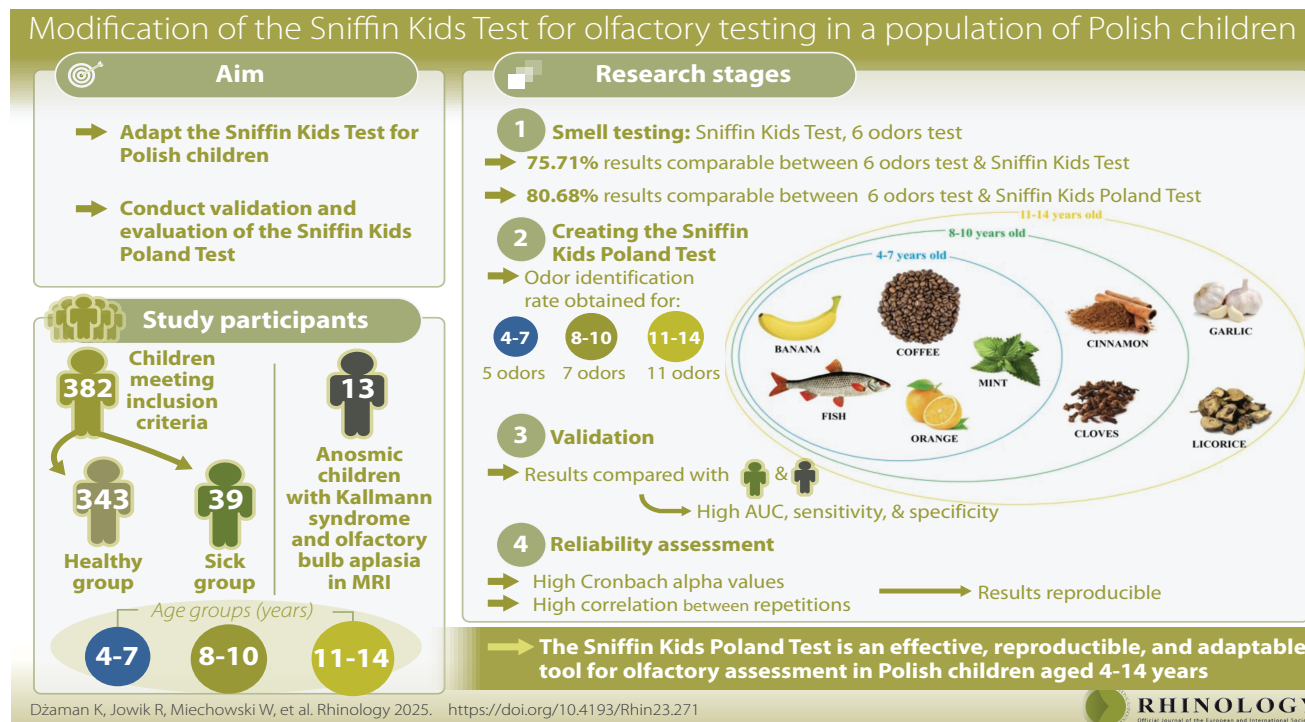 Modification of the Sniffin Kids Test for olfactory testing in a population of Polish children
Aim
Adapt the Sniffin Kids Test for
Polish children
Conduct validation and
evaluation of the Sniffin Kids
Poland Test
Study participants
382
Children
meeting
inclusion
criteria
343
Healthy
group
39
Sick
group
13
Anosmic
children
with Kallmann
syndrome
and olfactory
bulb aplasia
in MRI
Age groups (years)
4-7
8-10
11-14
Research stages
1 Smell testing: Sniffin Kids Test, 6 odors test
75.71% results comparable between 6 odors test & Sniffin Kids Test
80.68% results comparable between 6 odors test & Sniffin Kids Poland Test
2 Creating the Sniffin
Kids Poland Test
Odor identification
rate obtained for:
4-7 8-10 11-14
5 odors 7 odors 11 odors
11-14 years old
8-10 years old
4-7 years old
BANANA
COFFEE
MINT
FISH
ORANGE
CINNAMON
CLOVES
GARLIC
LICORICE
3 Validation
Results compared with &
High AUC, sensitivity, & specificity
4 Reliability assessment
High Cronbach alpha values
High correlation between repetitions
Results reproducible
The Sniffin Kids Poland Test is an effective, reproductible, and adaptable
tool for olfactory assessment in Polish children aged 4-14 years
Dżaman K, Jowik R, Miechowski W, et al. Rhinology 2025. https://doi.org/10.4193/Rhin23.271
RHINOLOGY
Official Journal of the European and International